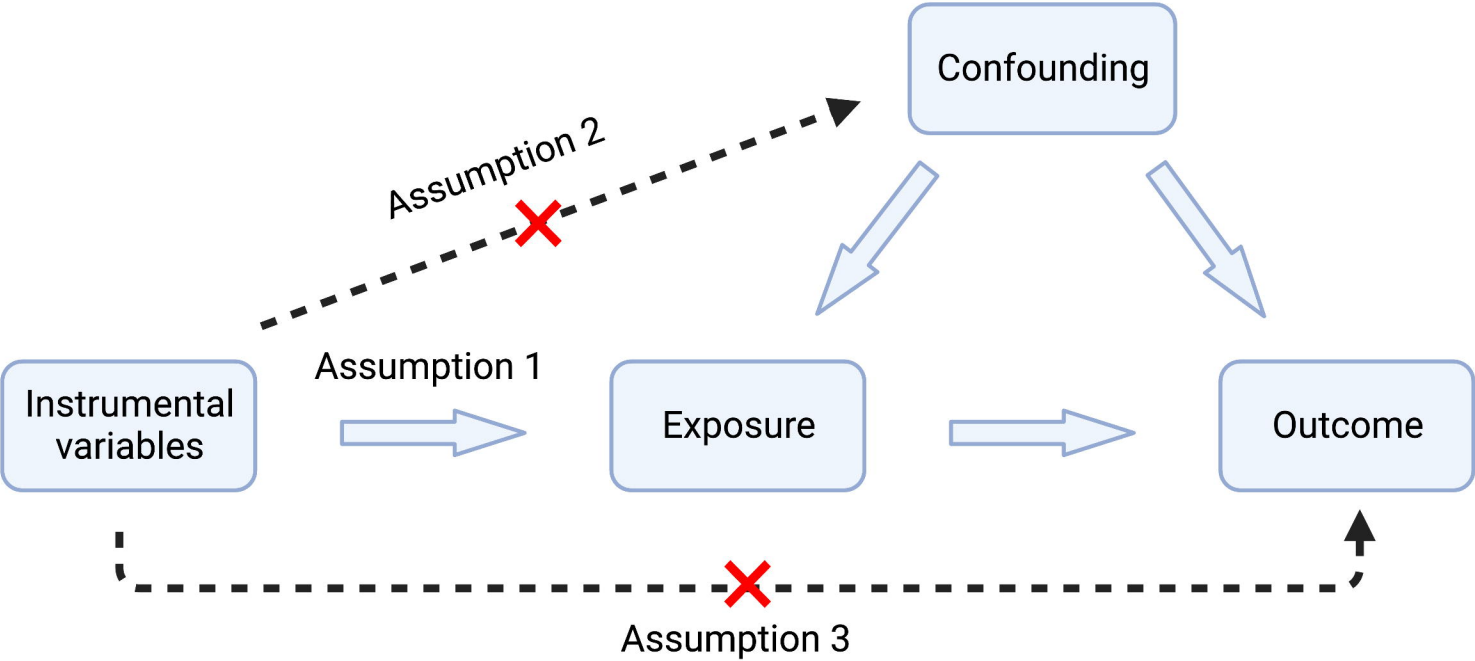 Confounding
Assumption 2
Assumption 1
Instrumental
variables
Exposure
Outcome
Assumption 3